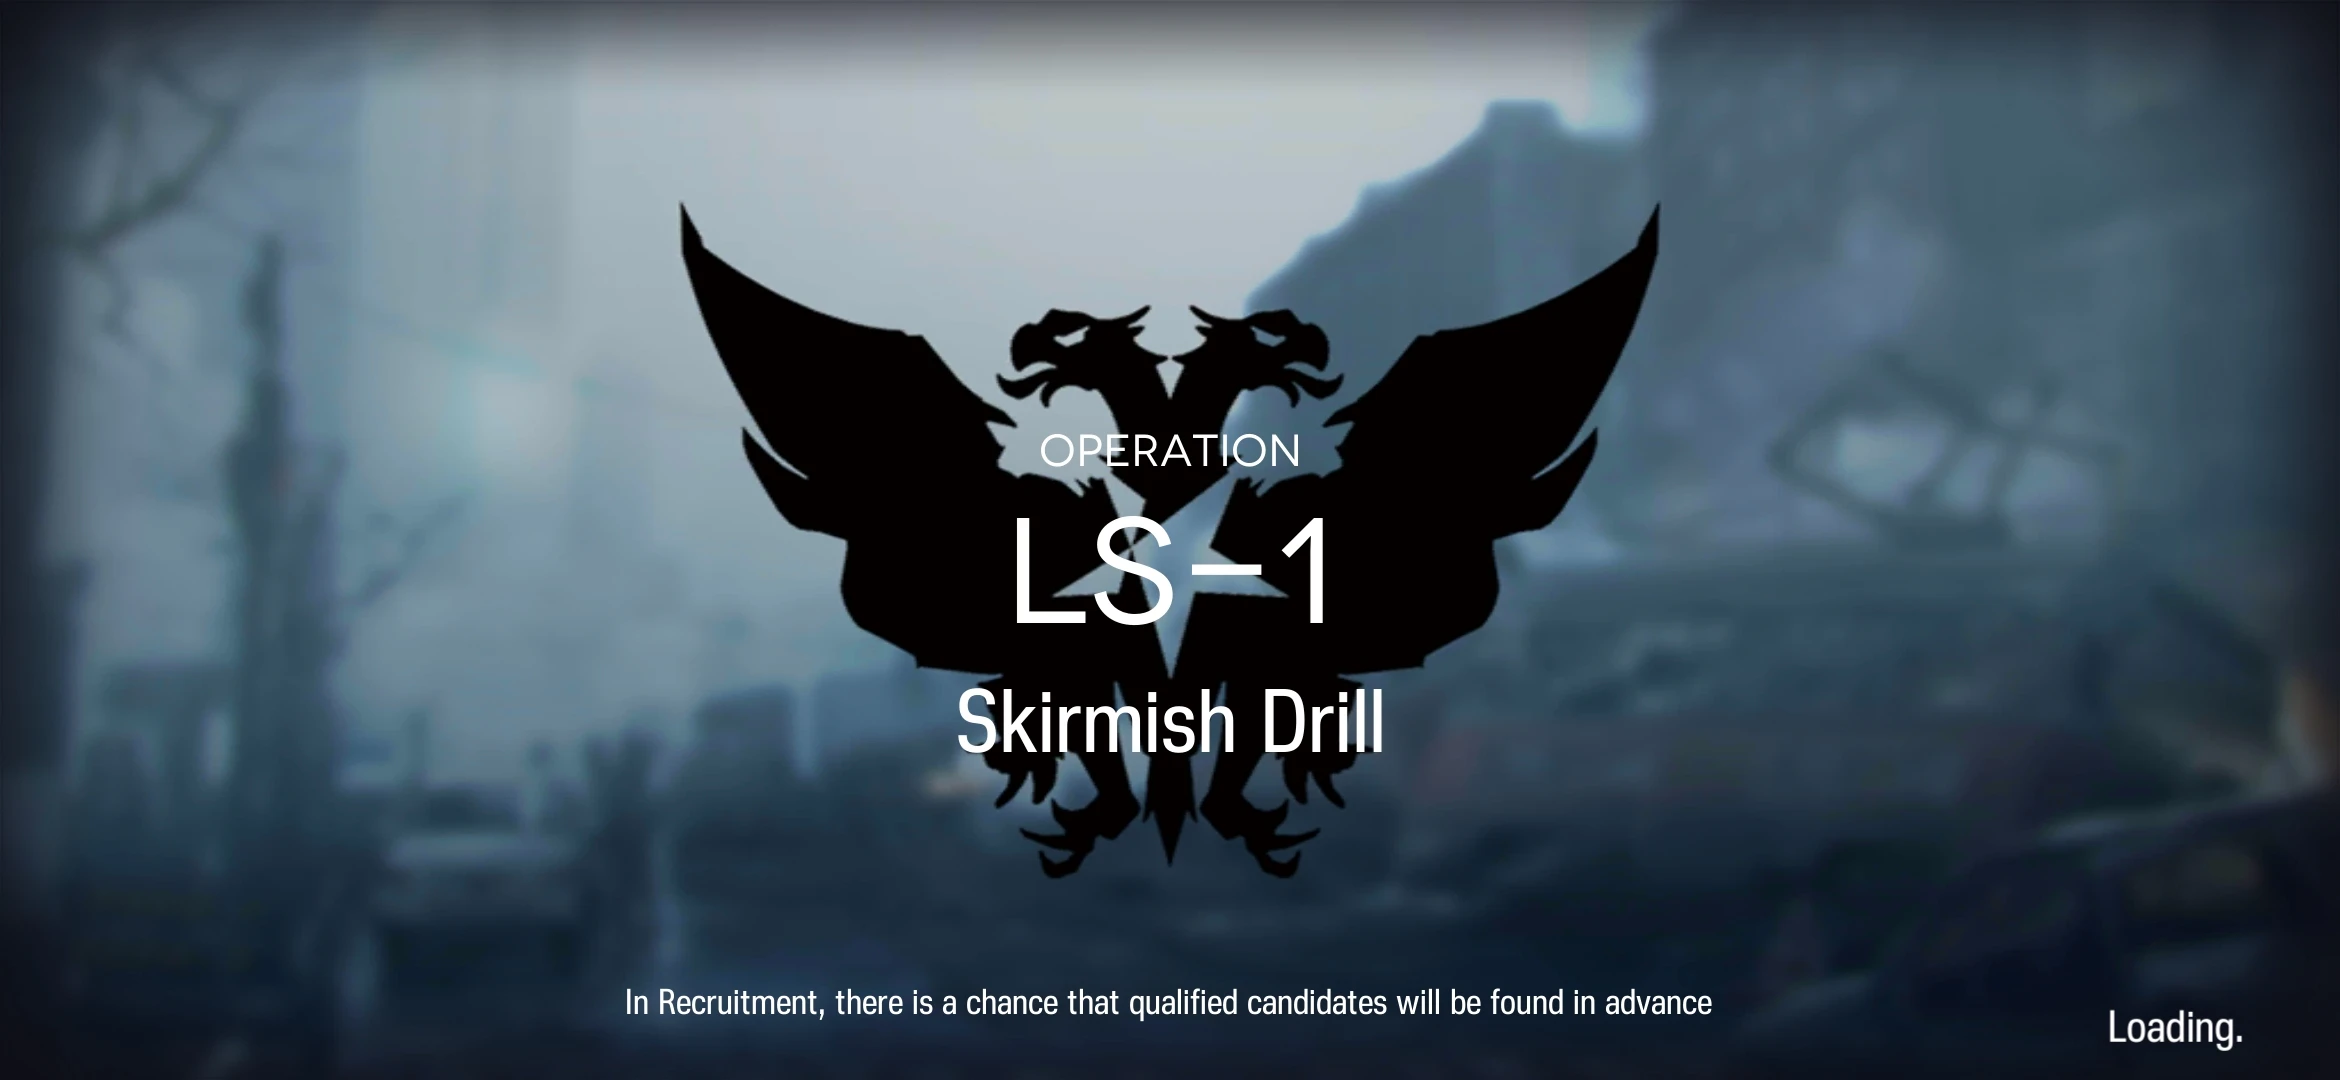 OPERATION
LS-1
Skirmish Drill
In Recruitment, there is a chance that qualified candidates will be found in advance
Loading.